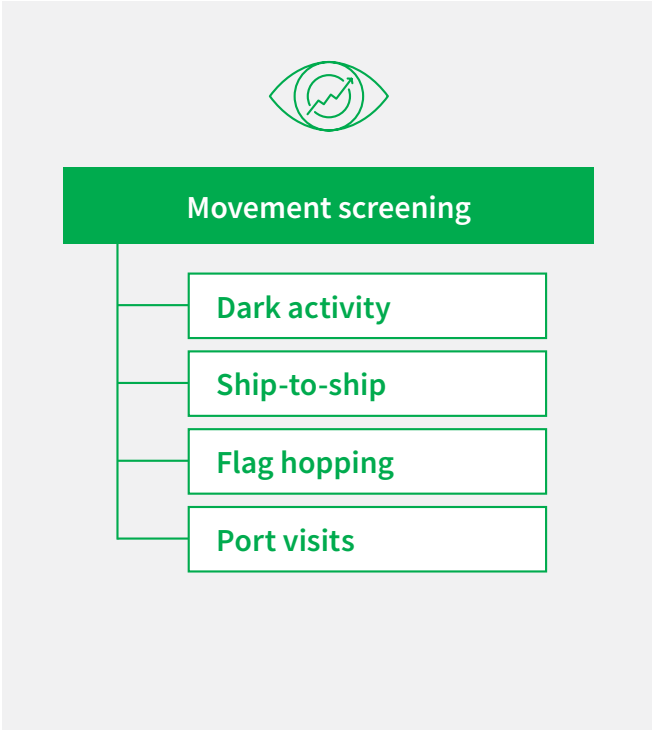 Movement screening
Dark activity
Ship-to-ship
Flag hopping
Port visits